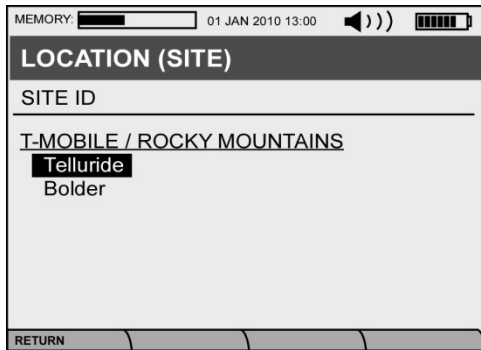 MEMORY: 01 JAN 2010 13:00
LOCATION (SITE)
SITE ID
T-MOBILE / ROCKY MOUNTAINS
Telluride
Bolder
RETURN